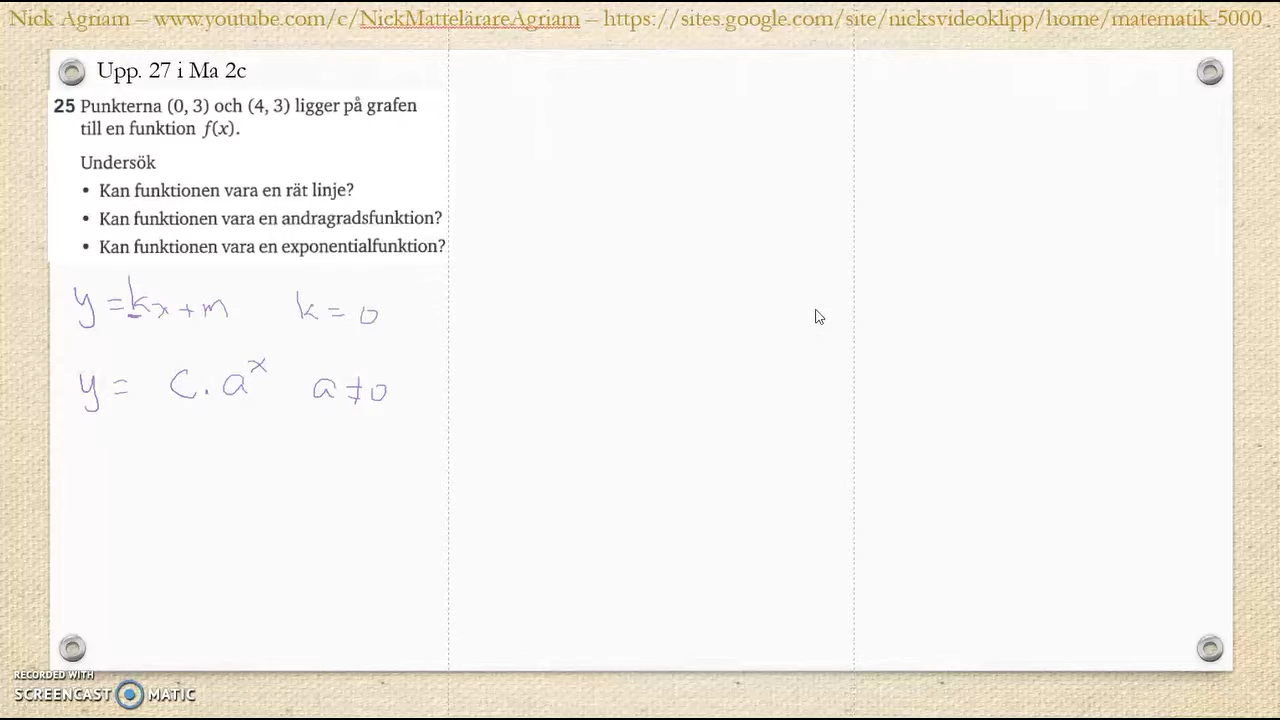 Nick Agriam – www.youtube.com/c/NickMattelärareAgriam – https://sites.google.com/site/nicksvideoklipp/home/matematik-5000_
Upp. 27 i Ma 2c
25 Punkterna (0, 3) och (4, 3) ligger på grafen
till en funktion f(x).
Undersök
• Kan funktionen vara en rät linje?
• Kan funktionen vara en andragradsfunktion?
• Kan funktionen vara en exponentialfunktion?
y = kx + m k = 0
y = C · a^x a ≠ 0
RECORDED WITH
SCREENCAST MATIC